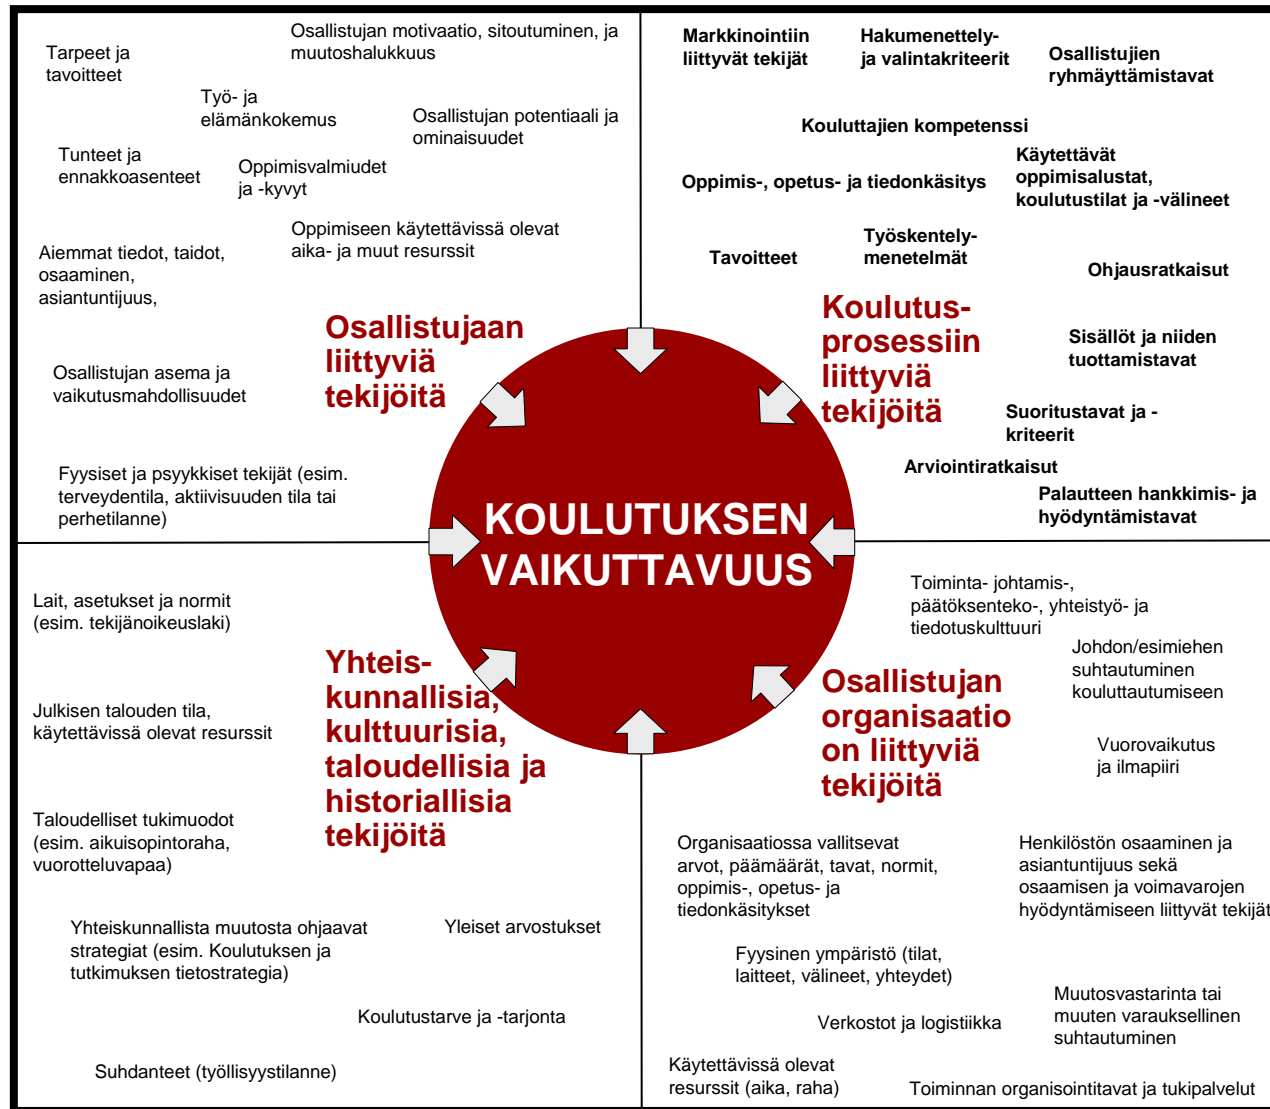 Osallistujan motivaatio, sitoutuminen, ja
muutoshalukkuus
Tarpeet ja
tavoitteet
Työ- ja
elämänkokemus
Osallistujan potentiaali ja
ominaisuudet
Tunteet ja
ennakkoasenteet
Oppimisvalmiudet
ja -kyvyt
Oppimiseen käytettävissä olevat
aika- ja muut resurssit
Aiemmat tiedot, taidot,
osaaminen,
asiantuntijuus,
Osallistujaan
liittyviä
tekijöitä
Osallistujan asema ja
vaikutusmahdollisuudet
Fyysiset ja psyykkiset tekijät (esim.
terveydentila, aktiivisuuden tila tai
perhetilanne)
Markkinointiin
liittyvät tekijät
Hakumenettely-
ja valintakriteerit
Osallistujien
ryhmäyttämistavat
Kouluttajien kompetenssi
Oppimis-, opetus- ja tiedonkäsitys
Käytettävät
oppimisalustat,
koulutustilat ja -välineet
Tavoitteet
Työskentely-
menetelmät
Ohjausratkaisut
Koulutus-
prosessiin
liittyviä
tekijöitä
Sisällöt ja niiden
tuottamistavat
Suoritustavat ja -
kriteerit
Arviointiratkaisut
Palautteen hankkimis- ja
hyödyntämistavat
KOULUTUKSEN
VAIKUTTAVUUS
Lait, asetukset ja normit
(esim. tekijänoikeuslaki)
Yhteis-
kunnallisia,
kulttuurisia,
taloudellisia ja
historiallisia
tekijöitä
Julkisen talouden tila,
käytettävissä olevat resurssit
Taloudelliset tukimuodot
(esim. aikuisopintoraha,
vuorotteluvapaa)
Yhteiskunnallista muutosta ohjaavat
strategiat (esim. Koulutuksen ja
tutkimuksen tietostrategia)
Yleiset arvostukset
Koulutustarve ja -tarjonta
Suhdanteet (työllisyystilanne)
Toiminta- johtamis-,
päätöksenteko-, yhteistyö- ja
tiedotuskulttuuri
Johdon/esimiehen
suhtautuminen
kouluttautumiseen
Osallistujan
organisaatio
on liittyviä
tekijöitä
Vuorovaikutus
ja ilmapiiri
Organisaatiossa vallitsevat
arvot, päämäärät, tavat, normit,
oppimis-, opetus- ja
tiedonkäsitykset
Henkilöstön osaaminen ja
asiantuntijuus sekä
osaamisen ja voimavarojen
hyödyntämiseen liittyvät tekijät
Fyysinen ympäristö (tilat,
laitteet, välineet, yhteydet)
Muutosvastarinta tai
muuten varauksellinen
suhtautuminen
Verkostot ja logistiikka
Käytettävissä olevat
resurssit (aika, raha)
Toiminnan organisointitavat ja tukipalvelut